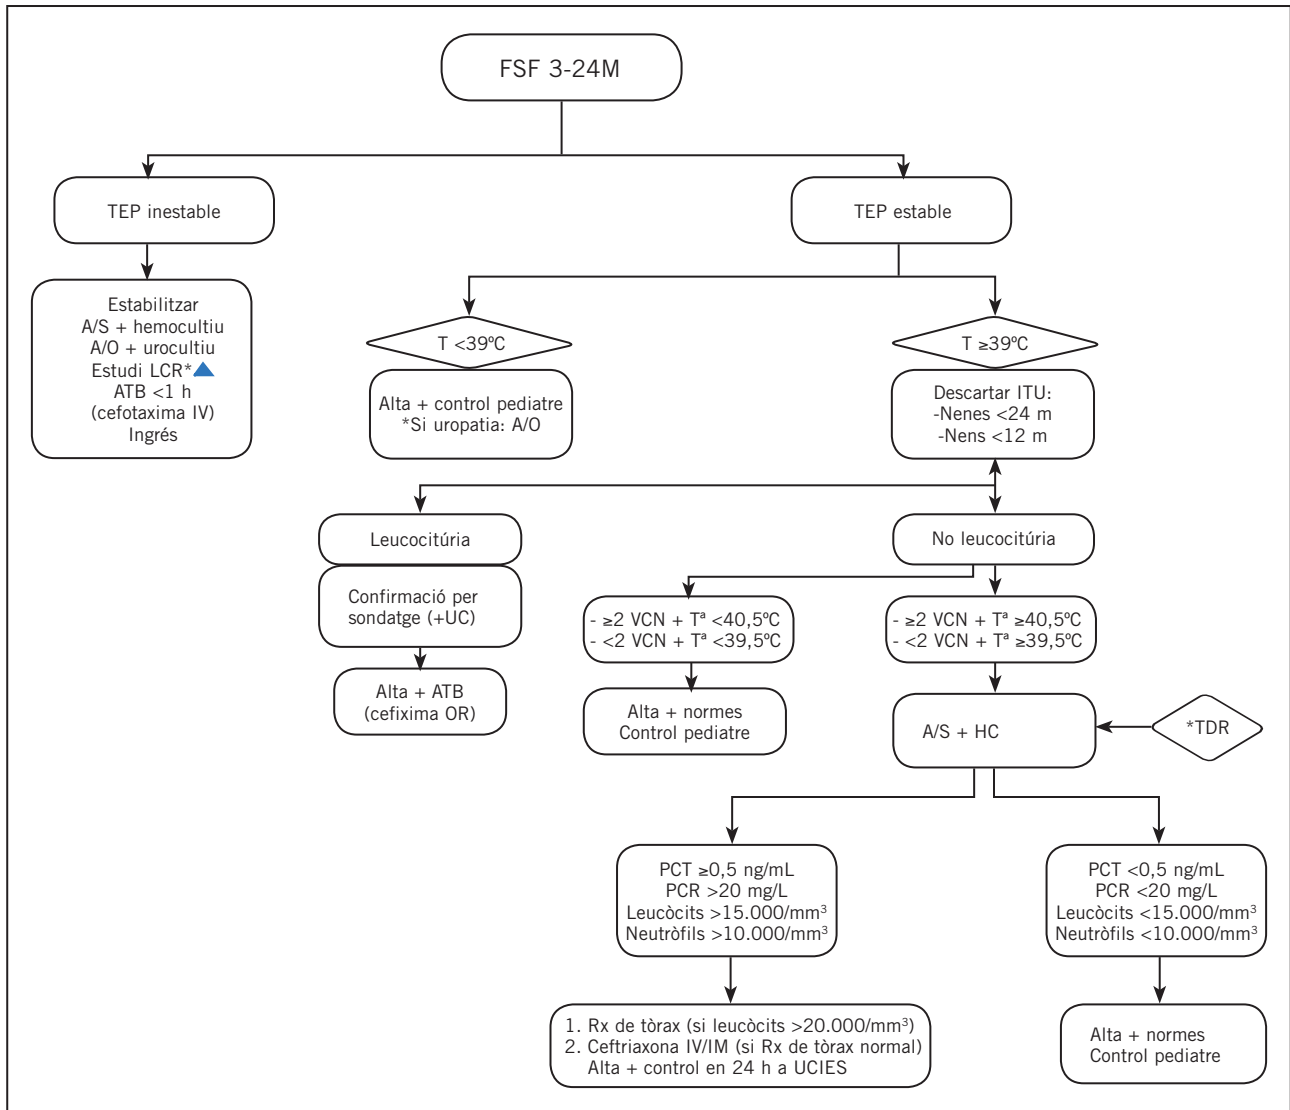 FSF 3-24M
TEP inestable
TEP estable
Estabilitzar
A/S + hemocultiu
A/O + urocultiu
Estudi LCR*
ATB <1 h
(cefotaxima IV)
Ingrés
T <39ºC
T ≥39ºC
Alta + control pediatre
*Si uropatia: A/O
Descartar ITU:
-Nenes <24 m
-Nens <12 m
Leucocitúria
No leucocitúria
Confirmació per
sondatge (+UC)
- ≥2 VCN + Tª <40,5ºC
- <2 VCN + Tª <39,5ºC
- ≥2 VCN + Tª ≥40,5ºC
- <2 VCN + Tª ≥39,5ºC
Alta + ATB
(cefixima OR)
Alta + normes
Control pediatre
A/S + HC
*TDR
PCT ≥0,5 ng/mL
PCR >20 mg/L
Leucòcits >15.000/mm³
Neutròfils >10.000/mm³
PCT <0,5 ng/mL
PCR <20 mg/L
Leucòcits <15.000/mm³
Neutròfils <10.000/mm³
1. Rx de tòrax (si leucòcits >20.000/mm³)
2. Ceftriaxona IV/IM (si Rx de tòrax normal)
Alta + control en 24 h a UCIES
Alta + normes
Control pediatre